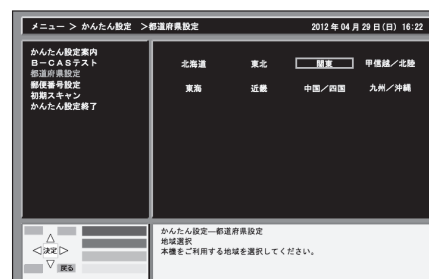 メニュー > かんたん設定 >都道府県設定 2012 年 04 月 29 日(日) 16:22
かんたん設定案内
B-CASテスト
都道府県設定
郵便番号設定
初期スキャン
かんたん設定終了
北海道 東北 関東 甲信越/北陸
東海 近畿 中国/四国 九州/沖縄
決定
戻る
かんたん設定―都道府県設定
地域選択
本機をご利用する地域を選択してください。